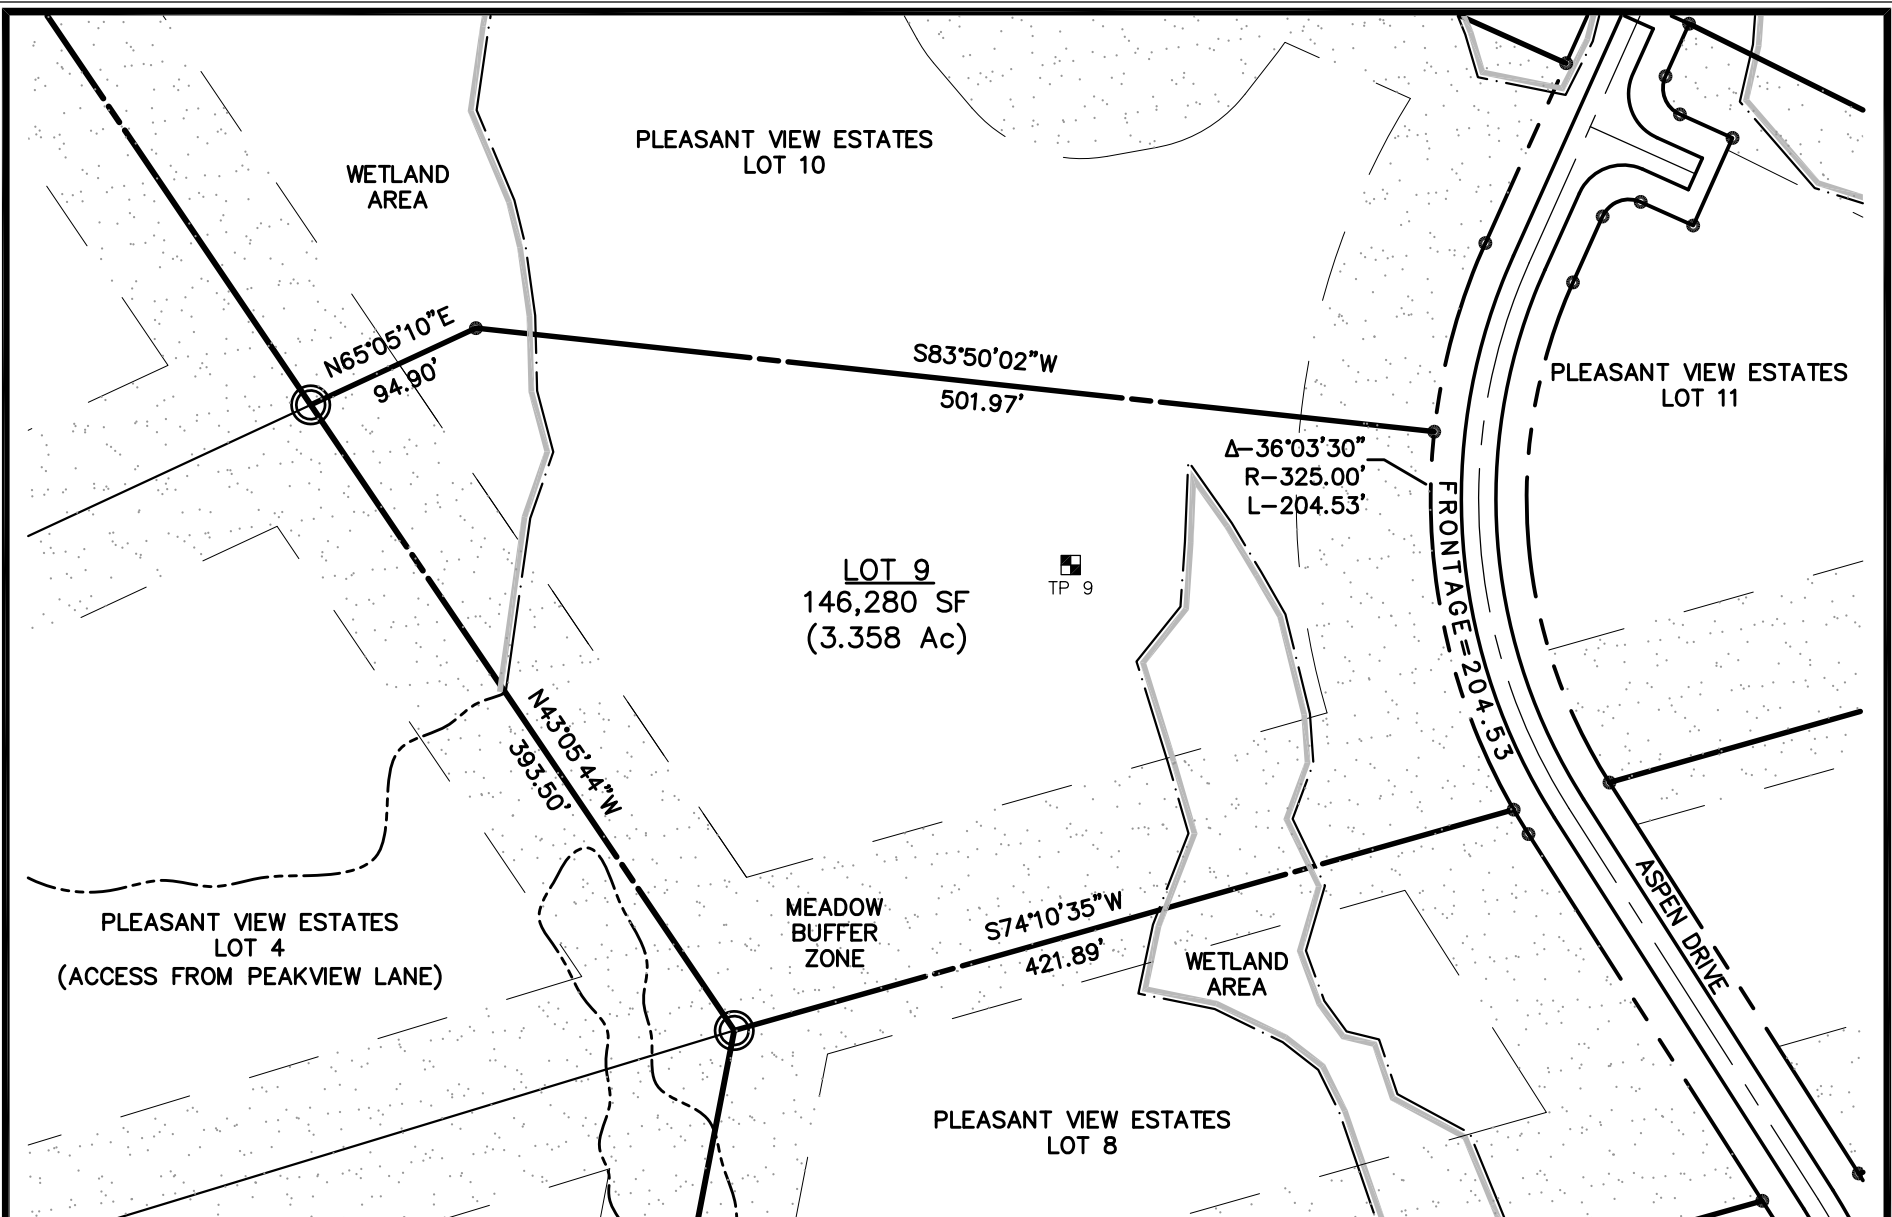 PLEASANT VIEW ESTATES
LOT 10
WETLAND
AREA
N65°05'10"E
94.90'
S83°50'02"W
501.97'
PLEASANT VIEW ESTATES
LOT 11
Δ-36°03'30"
R-325.00'
L-204.53'
FRONTAGE=204.53
LOT 9
146,280 SF
(3.358 Ac)
TP 9
N43°05'44"W
393.50'
PLEASANT VIEW ESTATES
LOT 4
(ACCESS FROM PEAKVIEW LANE)
MEADOW
BUFFER
ZONE
S74°10'35"W
421.89'
WETLAND
AREA
ASPEN DRIVE
PLEASANT VIEW ESTATES
LOT 8